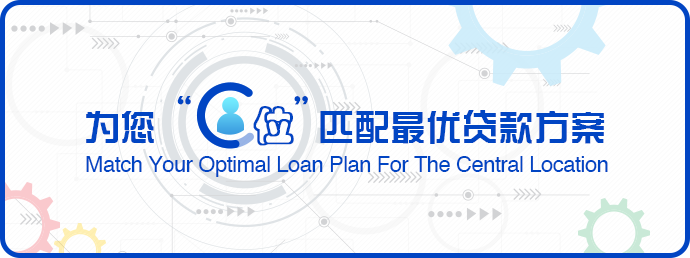 为您“C位”匹配最优贷款方案
Match Your Optimal Loan Plan For The Central Location